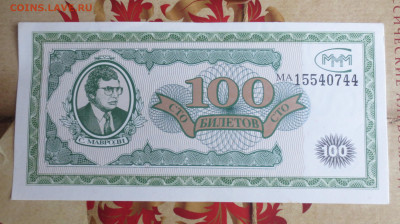 COINS.LAVE.RU
МММ
МА 15540744
100
СТО СТО
БИЛЕТОВ
С. МАВРОДИ
100